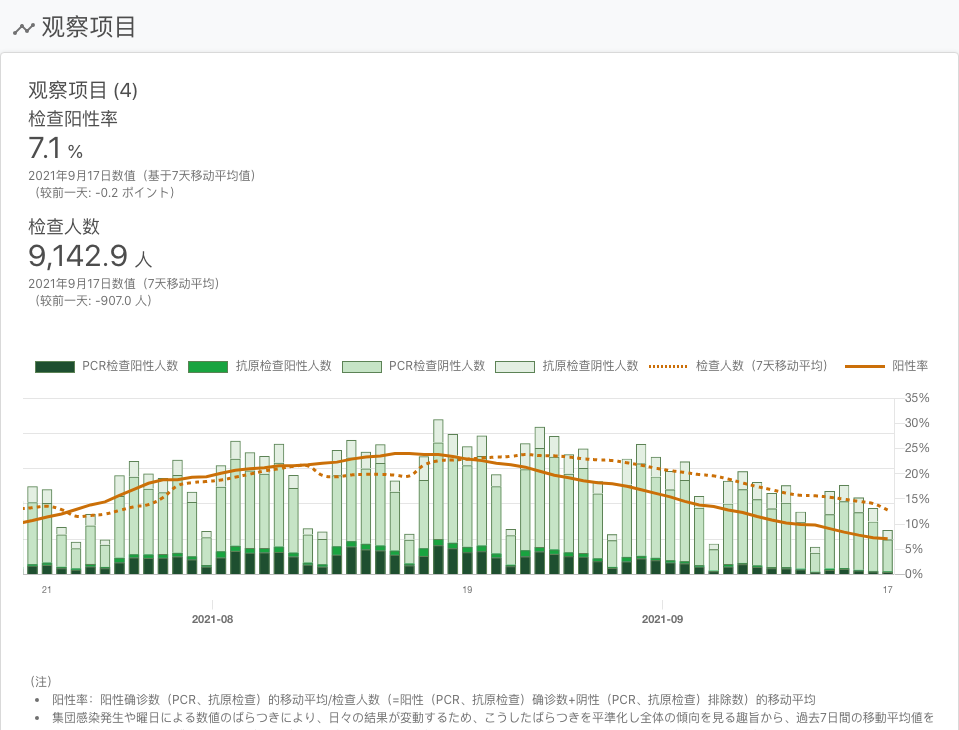 观察项目
观察项目 (4)
检查阳性率
7.1 %
2021年9月17日数值（基于7天移动平均值）
（较前一天: -0.2 ポイント）
检查人数
9,142.9 人
2021年9月17日数值（7天移动平均）
（较前一天: -907.0 人）
PCR检查阳性人数 抗原检查阳性人数 PCR检查阴性人数 抗原检查阴性人数 检查人数（7天移动平均） 阳性率
35%
30%
25%
20%
15%
10%
5%
0%
21 19 17
2021-08 2021-09
（注）
• 阳性率：阳性确诊数（PCR、抗原检查）的移动平均/检查人数（=阳性（PCR、抗原检查）确诊数+阴性（PCR、抗原检查）排除数）的移动平均
• 集団感染発生や曜日による数値のばらつきにより、日々の結果が変動するため、こうしたばらつきを平準化し全体の傾向を見る趣旨から、過去7日間の移動平均値を